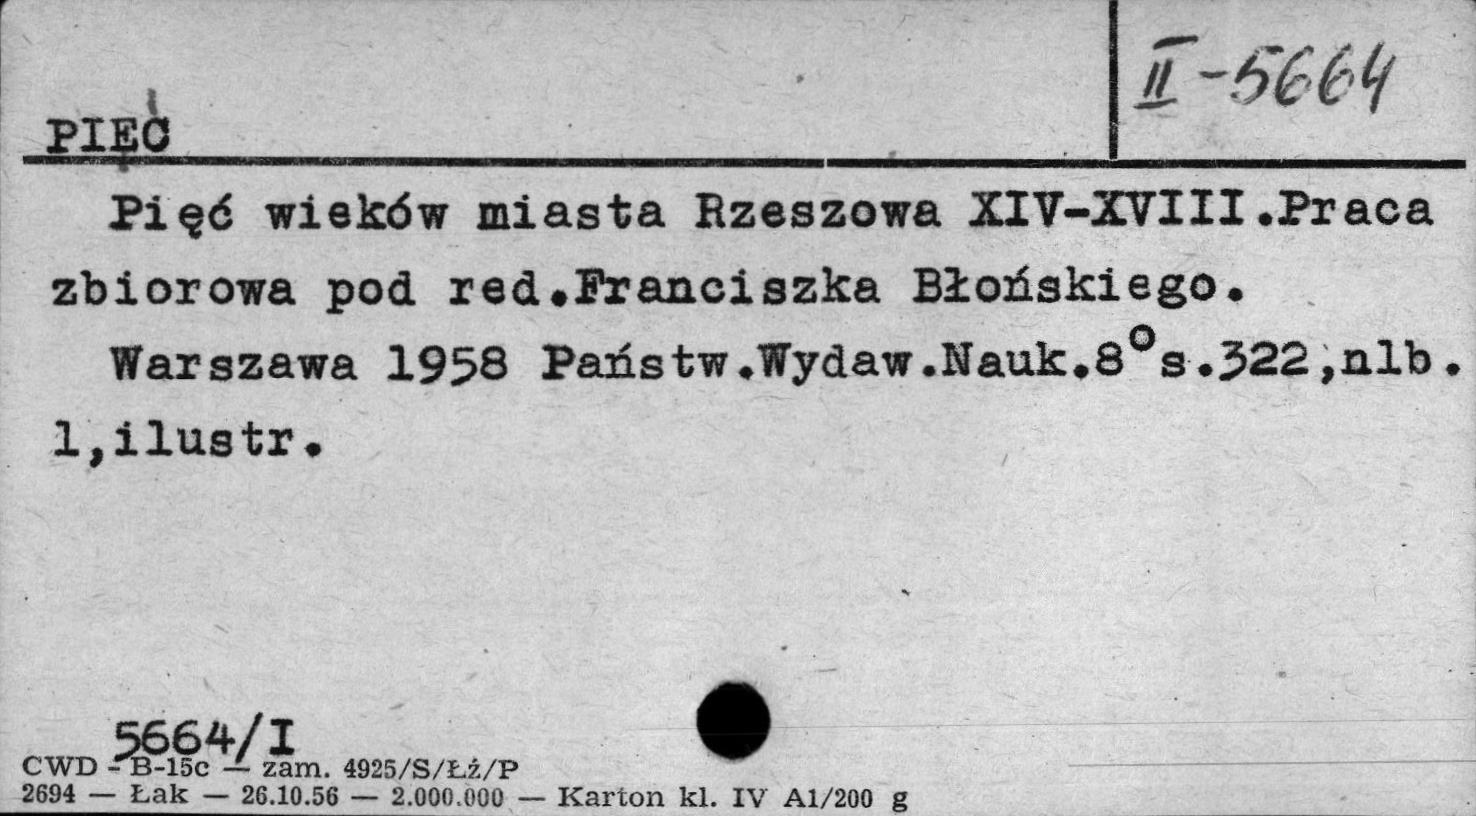 II-5664
PIĘĆ
Pięć wieków miasta Rzeszowa XIV-XVIII.Praca
zbiorowa pod red.Franciszka Błońskiego.
Warszawa 1958 Państw.Wydaw.Nauk.8° s.322,nlb.
1,ilustr.
5664/I
CWD - B-15c — zam. 4925/S/Łż/P
2694 — Łak — 26.10.56 — 2.000.000 — Karton kl. IV A1/200 g